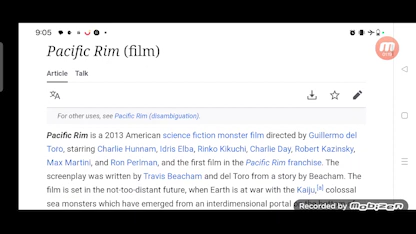 9:05
Pacific Rim (film)
Article Talk
For other uses, see Pacific Rim (disambiguation).
Pacific Rim is a 2013 American science fiction monster film directed by Guillermo del
Toro, starring Charlie Hunnam, Idris Elba, Rinko Kikuchi, Charlie Day, Robert Kazinsky,
Max Martini, and Ron Perlman, and the first film in the Pacific Rim franchise. The
screenplay was written by Travis Beacham and del Toro from a story by Beacham. The
film is set in the not-too-distant future, when Earth is at war with the Kaiju,[a] colossal
sea monsters which have emerged from an interdimensional portal
Recorded by Mobizen